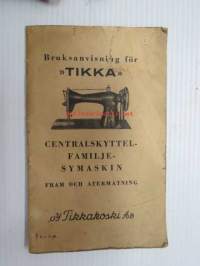 Bruksanvisning för
»TIKKA»
CENTRALSKYTTEL-
FAMILJE-
SYMASKIN
FRAM OCH ÅTERMATNING
Oy Tikkakoski Ab